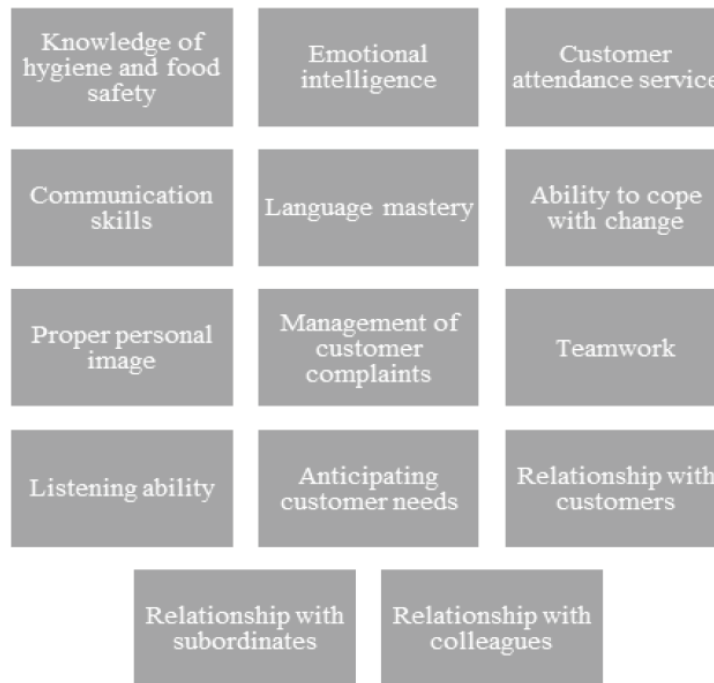 Knowledge of
hygiene and food
safety
Emotional
intelligence
Customer
attendance service
Communication
skills
Language mastery
Ability to cope
with change
Proper personal
image
Management of
customer
complaints
Teamwork
Listening ability
Anticipating
customer needs
Relationship with
customers
Relationship with
subordinates
Relationship with
colleagues